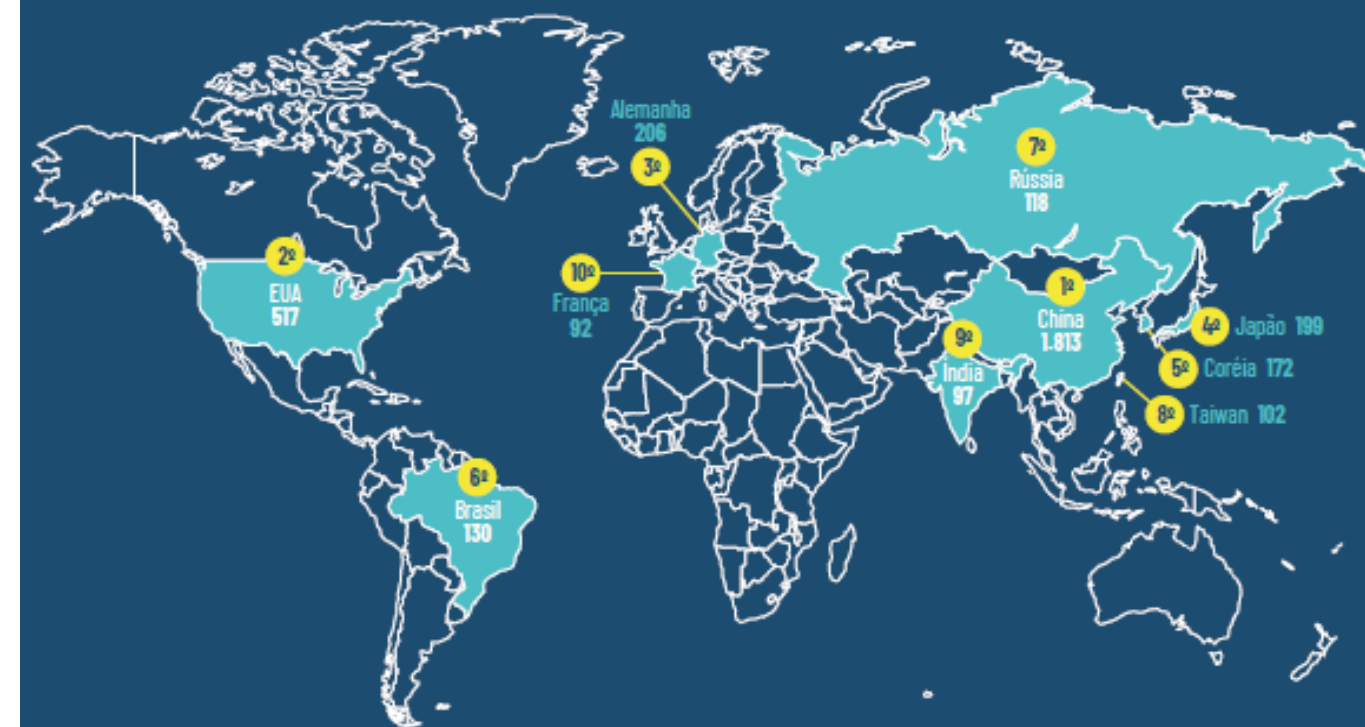 Alemanha
206
3º
7º
Rússia
118
2º
EUA
517
10º
França
92
1º
China
1.813
4º Japão 199
9º
Índia
97
5º Coréia 172
8º Taiwan 102
6º
Brasil
130